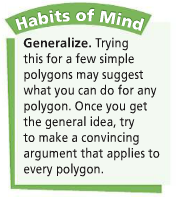 Habits of Mind
Generalize. Trying
this for a few simple
polygons may suggest
what you can do for any
polygon. Once you get
the general idea, try
to make a convincing
argument that applies to
every polygon.